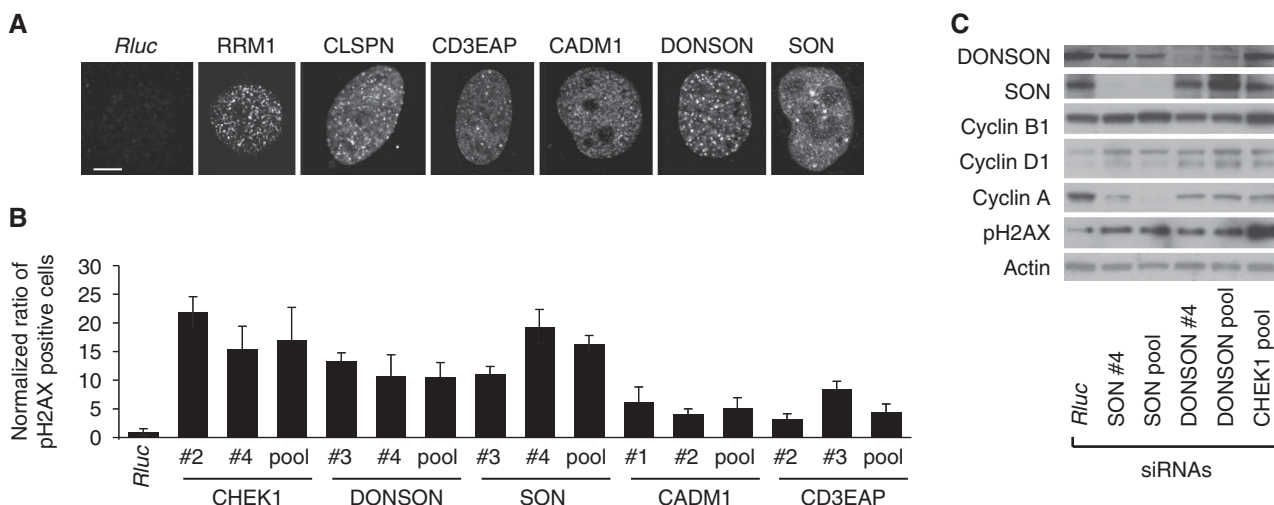 A
Rluc RRM1 CLSPN CD3EAP CADM1 DONSON SON
B
Normalized ratio of
pH2AX positive cells
30
25
20
15
10
5
0
Rluc #2 #4 pool #3 #4 pool #3 #4 pool #1 #2 pool #2 #3 pool
CHEK1 DONSON SON CADM1 CD3EAP
C
DONSON
SON
Cyclin B1
Cyclin D1
Cyclin A
pH2AX
Actin
Rluc
SON #4
SON pool
DONSON #4
DONSON pool
CHEK1 pool
siRNAs